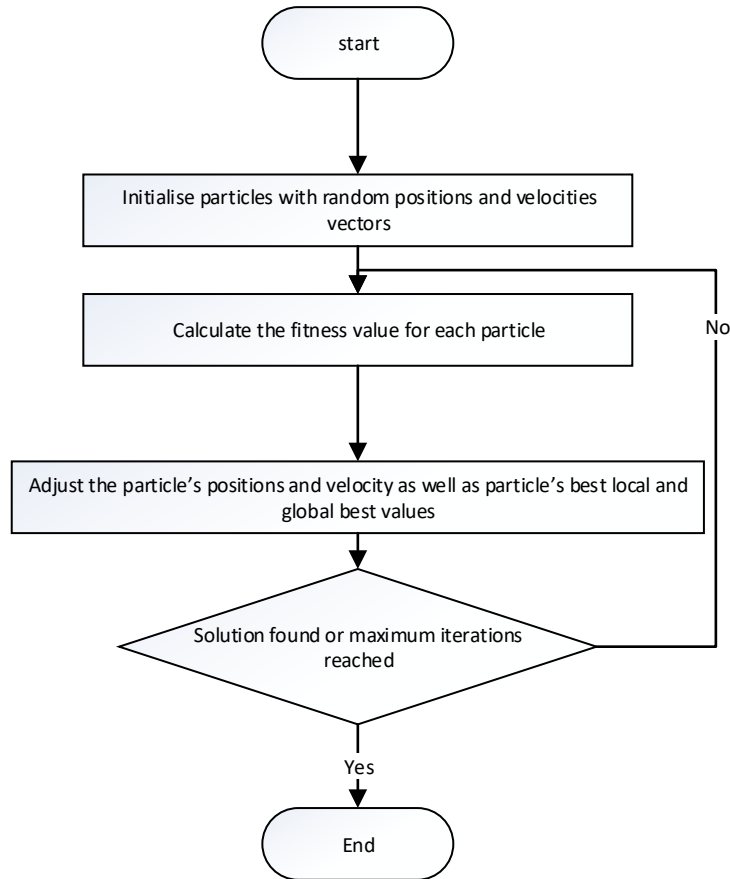 start
Initialise particles with random positions and velocities
vectors
Calculate the fitness value for each particle
No
Adjust the particle’s positions and velocity as well as particle’s best local and
global best values
Solution found or maximum iterations
reached
Yes
End